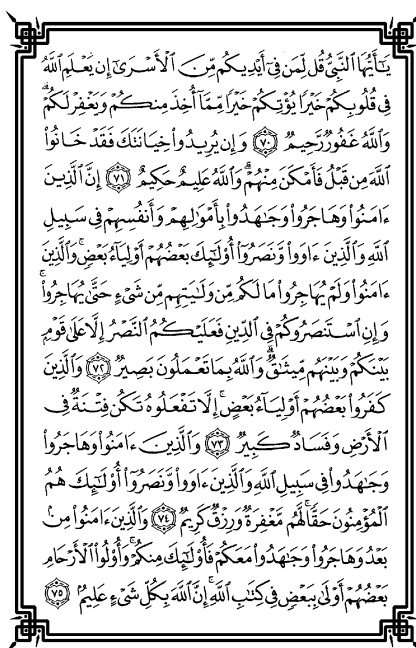 يَـٰٓأَيُّهَا ٱلنَّبِىُّ قُل لِّمَن فِىٓ أَيْدِيكُم مِّنَ ٱلْأَسْرَىٰٓ إِن يَعْلَمِ ٱللَّهُ
فِى قُلُوبِكُمْ خَيْرًا يُؤْتِكُمْ خَيْرًا مِّمَّآ أُخِذَ مِنكُمْ وَيَغْفِرْ لَكُمْ ۗ
وَٱللَّهُ غَفُورٌ رَّحِيمٌ ٧٠ وَإِن يُرِيدُوا۟ خِيَانَتَكَ فَقَدْ خَانُوا۟
ٱللَّهَ مِن قَبْلُ فَأَمْكَنَ مِنْهُمْ ۗ وَٱللَّهُ عَلِيمٌ حَكِيمٌ ٧١ إِنَّ ٱلَّذِينَ
ءَامَنُوا۟ وَهَاجَرُوا۟ وَجَـٰهَدُوا۟ بِأَمْوَٰلِهِمْ وَأَنفُسِهِمْ فِى سَبِيلِ
ٱللَّهِ وَٱلَّذِينَ ءَاوَوا۟ وَّنَصَرُوٓا۟ أُو۟لَـٰٓئِكَ بَعْضُهُمْ أَوْلِيَآءُ بَعْضٍ ۚ وَٱلَّذِينَ
ءَامَنُوا۟ وَلَمْ يُهَاجِرُوا۟ مَا لَكُم مِّن وَلَـٰيَتِهِم مِّن شَىْءٍ حَتَّىٰ يُهَاجِرُوا۟ ۚ
وَإِنِ ٱسْتَنصَرُوكُمْ فِى ٱلدِّينِ فَعَلَيْكُمُ ٱلنَّصْرُ إِلَّا عَلَىٰ قَوْمٍۭ
بَيْنَكُمْ وَبَيْنَهُم مِّيثَـٰقٌ ۗ وَٱللَّهُ بِمَا تَعْمَلُونَ بَصِيرٌ ٧٢ وَٱلَّذِينَ
كَفَرُوا۟ بَعْضُهُمْ أَوْلِيَآءُ بَعْضٍ ۚ إِلَّا تَفْعَلُوهُ تَكُن فِتْنَةٌ فِى
ٱلْأَرْضِ وَفَسَادٌ كَبِيرٌ ٧٣ وَٱلَّذِينَ ءَامَنُوا۟ وَهَاجَرُوا۟
وَجَـٰهَدُوا۟ فِى سَبِيلِ ٱللَّهِ وَٱلَّذِينَ ءَاوَوا۟ وَّنَصَرُوٓا۟ أُو۟لَـٰٓئِكَ هُمُ
ٱلْمُؤْمِنُونَ حَقًّا ۚ لَّهُم مَّغْفِرَةٌ وَرِزْقٌ كَرِيمٌ ٧٤ وَٱلَّذِينَ ءَامَنُوا۟ مِنۢ
بَعْدُ وَهَاجَرُوا۟ وَجَـٰهَدُوا۟ مَعَكُمْ فَأُو۟لَـٰٓئِكَ مِنكُمْ ۚ وَأُو۟لُوا۟ ٱلْأَرْحَامِ
بَعْضُهُمْ أَوْلَىٰ بِبَعْضٍ فِى كِتَـٰبِ ٱللَّهِ ۗ إِنَّ ٱللَّهَ بِكُلِّ شَىْءٍ عَلِيمٌۢ ٧٥